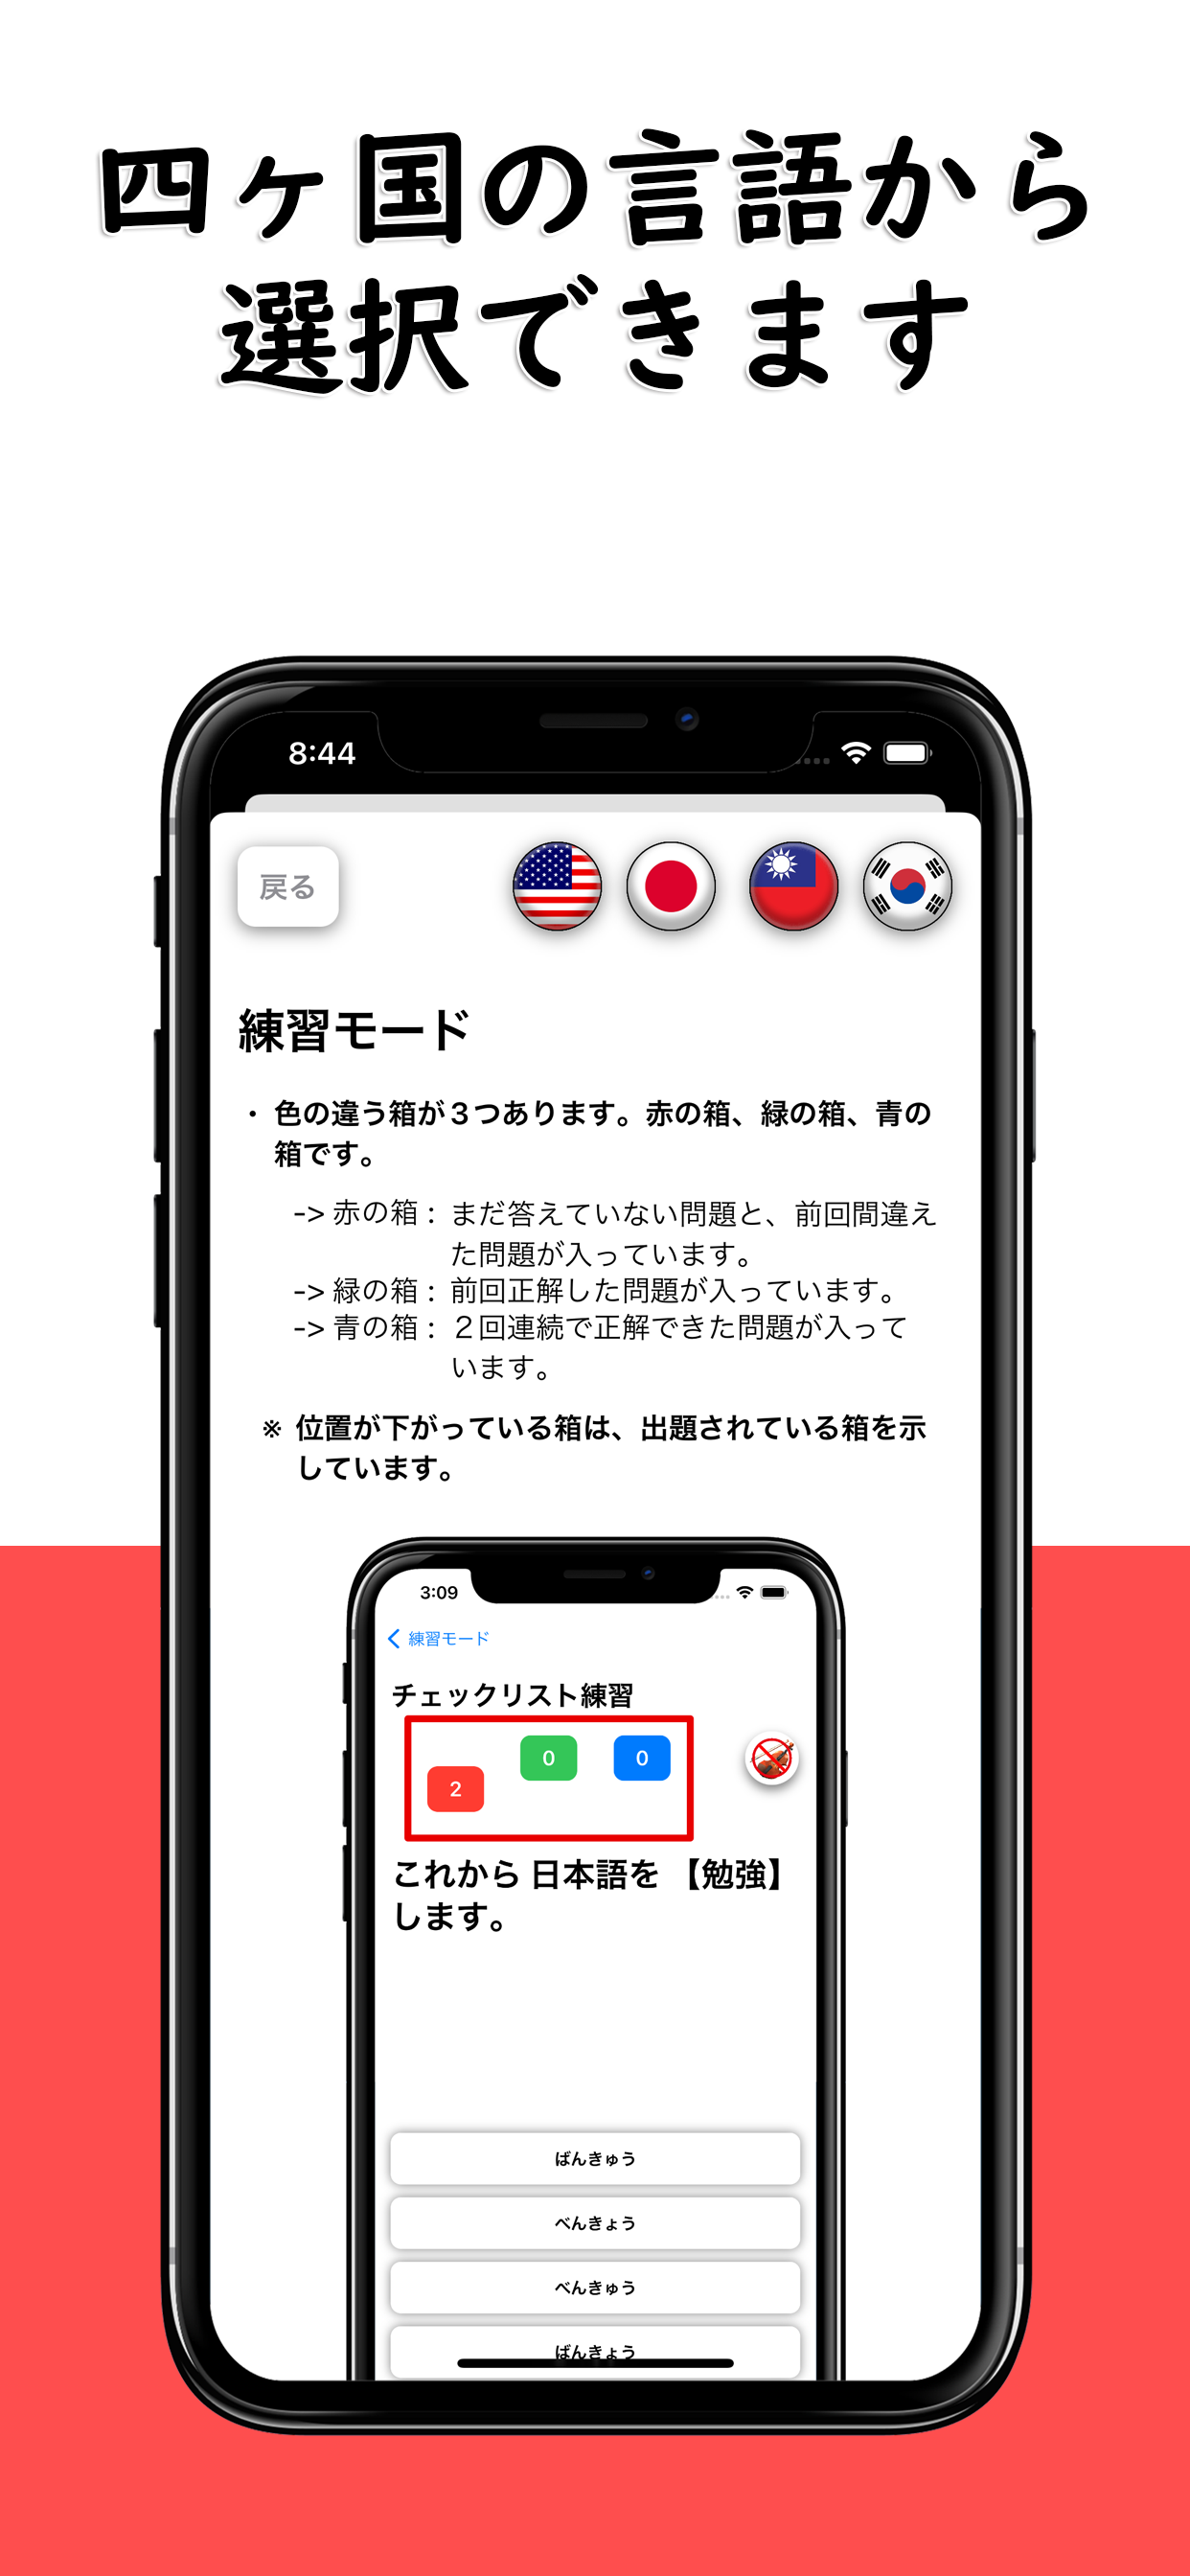 四ヶ国の言語から
選択できます
8:44
戻る
練習モード
・ 色の違う箱が３つあります。赤の箱、緑の箱、青の
箱です。
-> 赤の箱： まだ答えていない問題と、前回間違え
た問題が入っています。
-> 緑の箱： 前回正解した問題が入っています。
-> 青の箱： ２回連続で正解できた問題が入って
います。
※ 位置が下がっている箱は、出題されている箱を示
しています。
3:09
練習モード
チェックリスト練習
2 0 0
これから 日本語を 【勉強】
します。
ばんきゅう
べんきょう
べんきゅう
ばんきょう